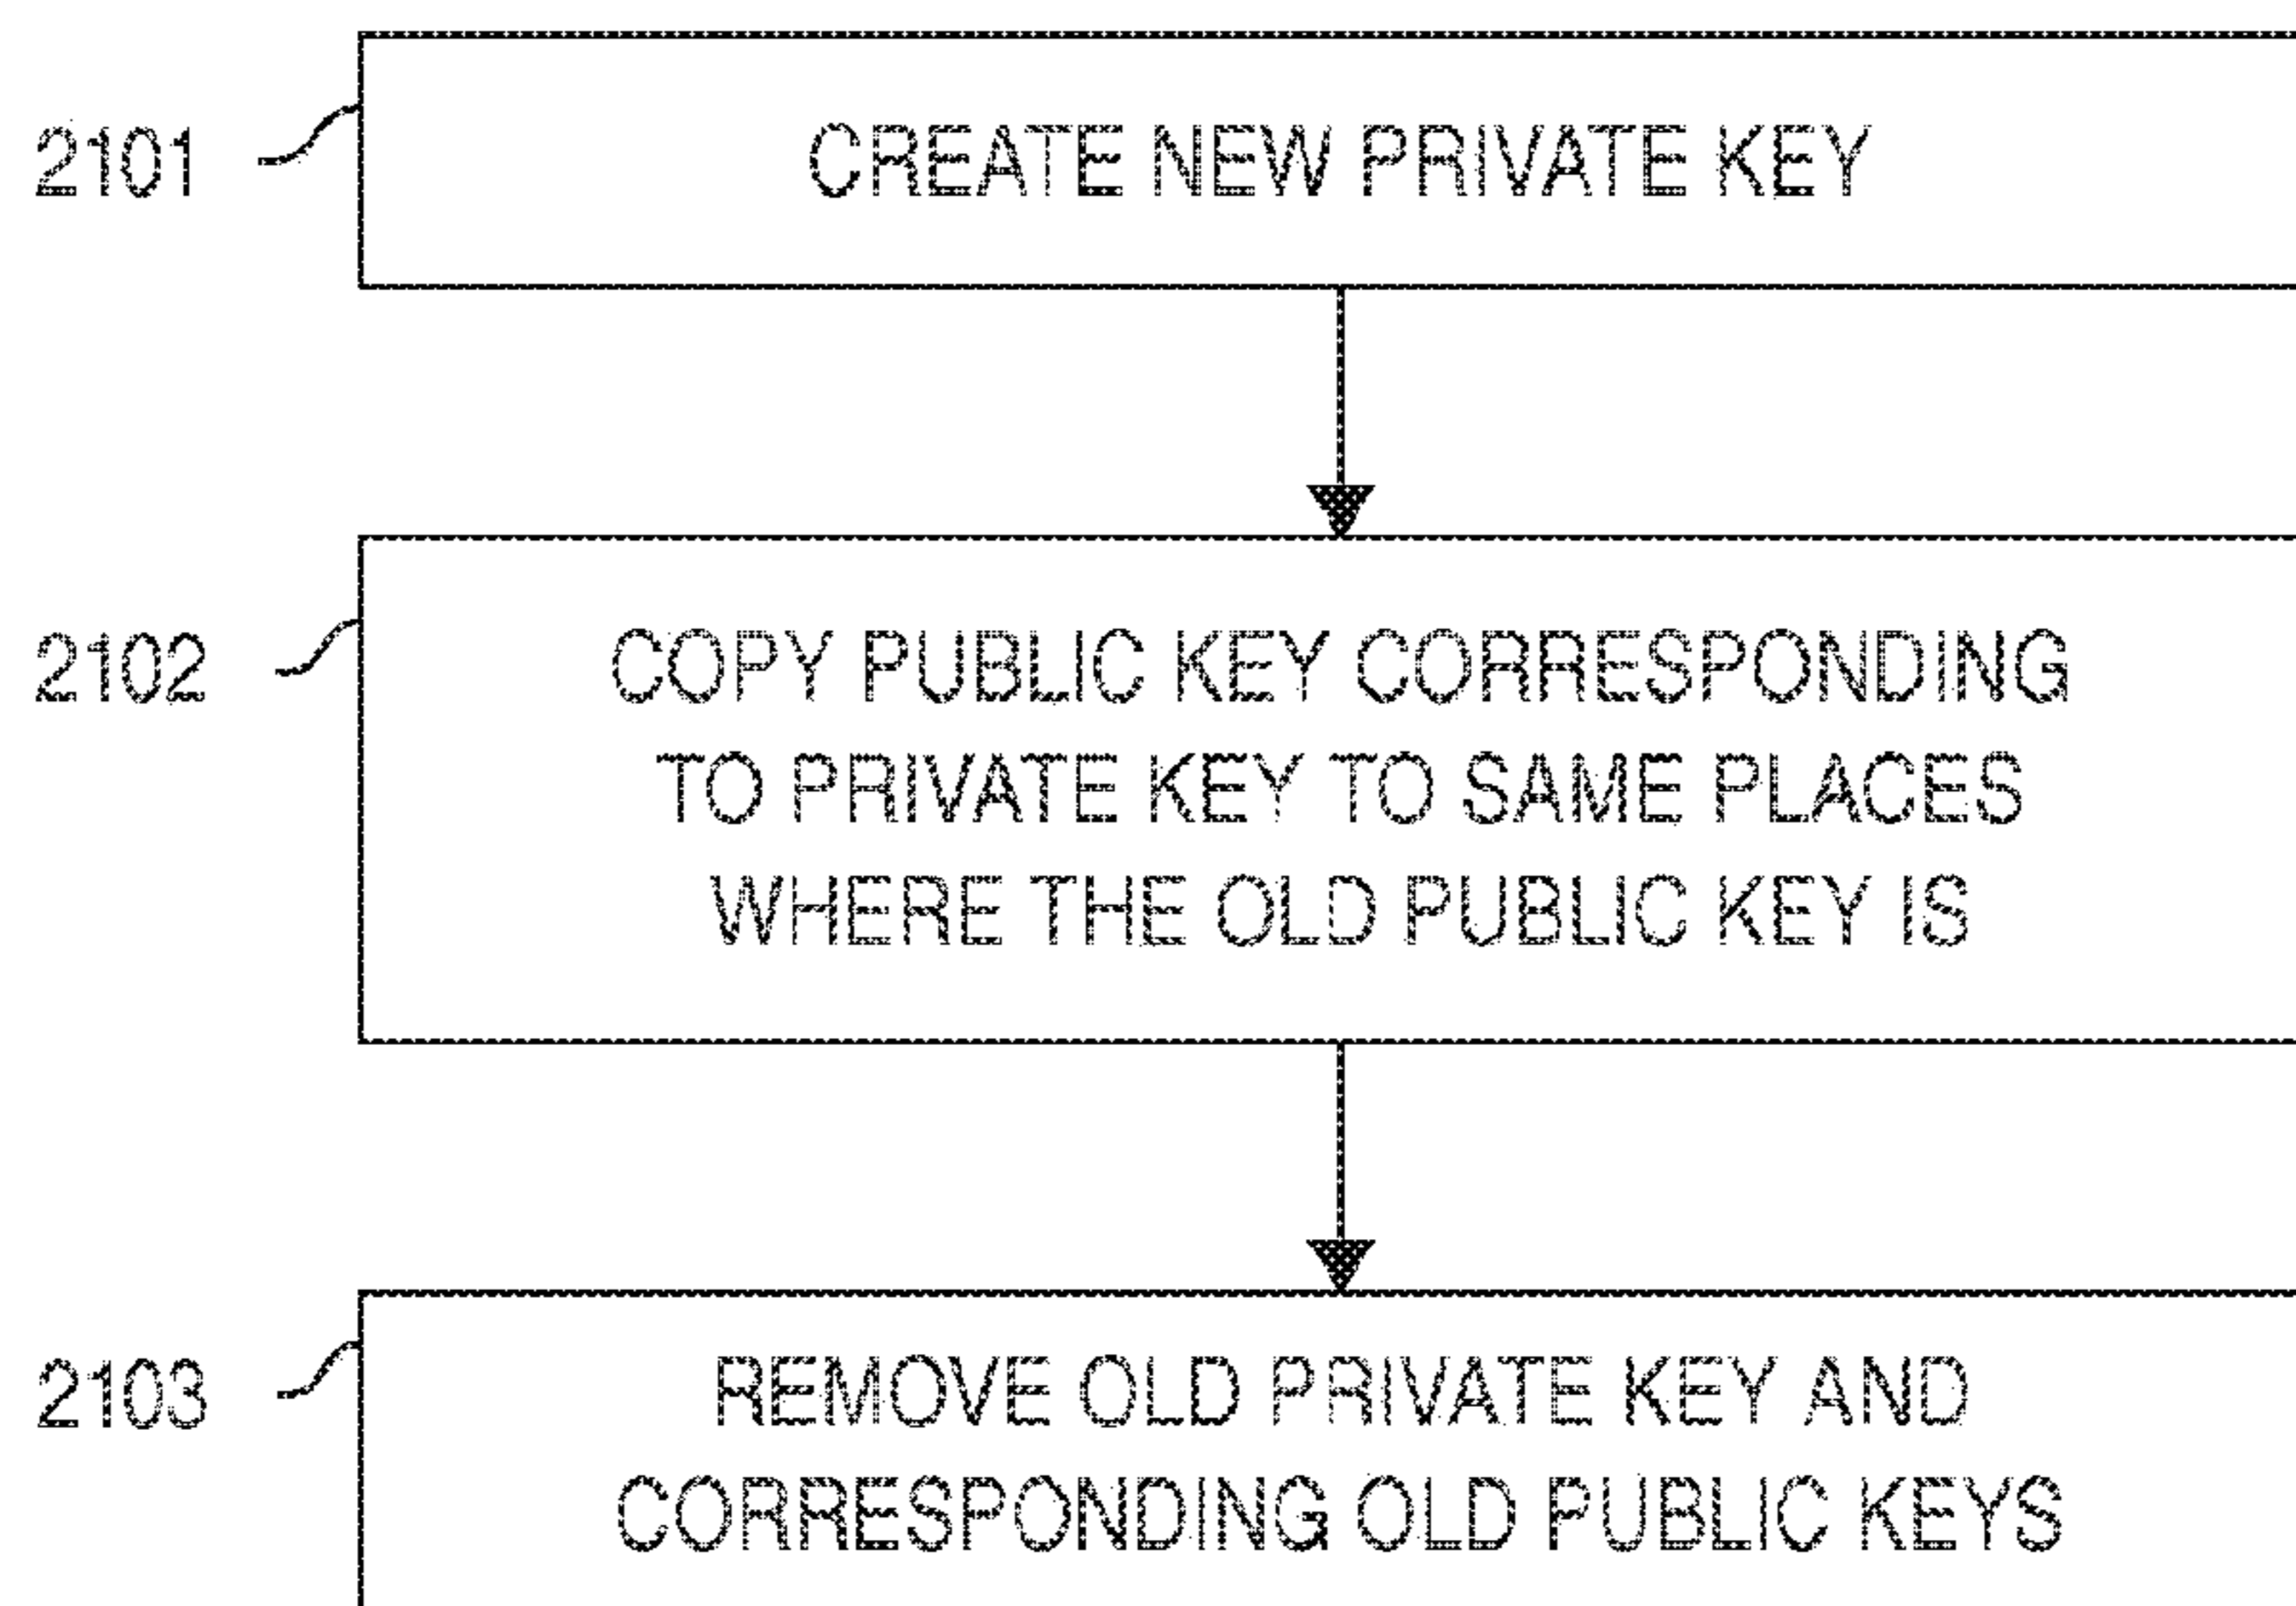 2101
CREATE NEW PRIVATE KEY
2102
COPY PUBLIC KEY CORRESPONDING
TO PRIVATE KEY TO SAME PLACES
WHERE THE OLD PUBLIC KEY IS
2103
REMOVE OLD PRIVATE KEY AND
CORRESPONDING OLD PUBLIC KEYS